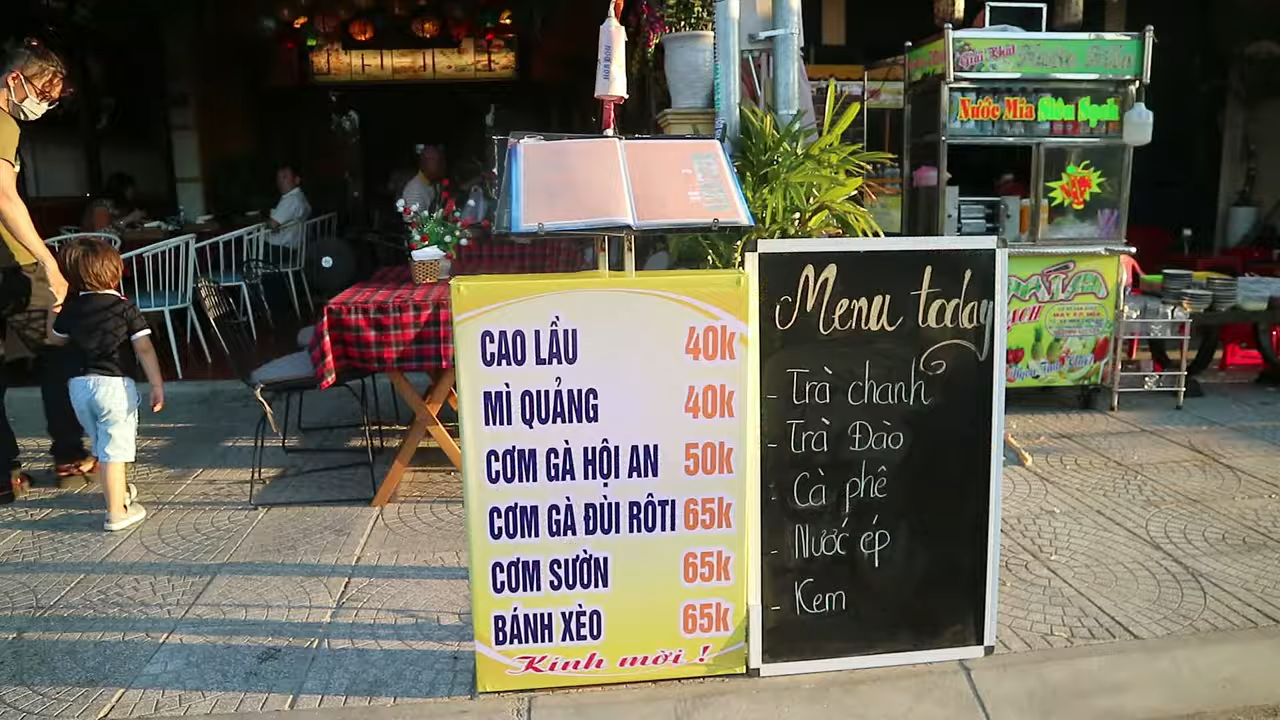 Giải Khát
Nước Mía Siêu Sạch
CAO LẦU 40k
MÌ QUẢNG 40k
CƠM GÀ HỘI AN 50k
CƠM GÀ ĐÙI RÔTI 65k
CƠM SƯỜN 65k
BÁNH XÈO 65k
Kính mời !
Menu today
- Trà chanh
- Trà Đào
- Cà phê
- Nước ép
- Kem